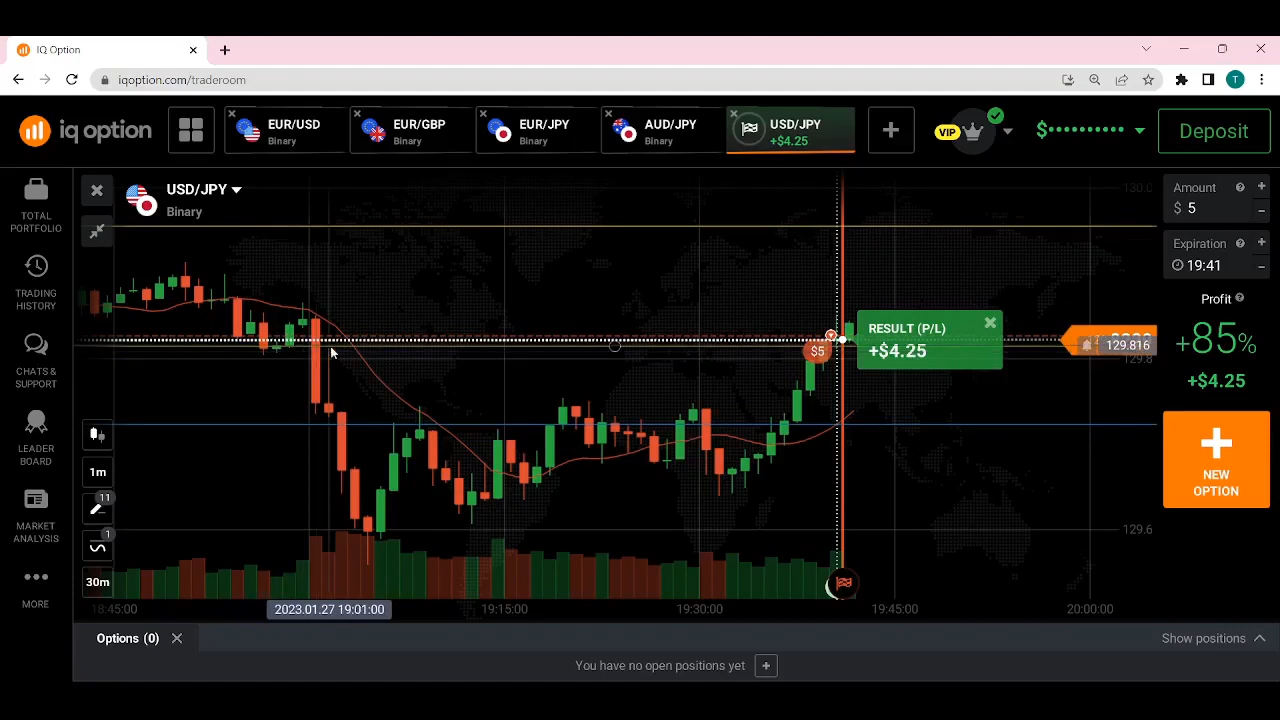 IQ Option
iqoption.com/traderoom
T
iq option
EUR/USD
Binary
EUR/GBP
Binary
EUR/JPY
Binary
AUD/JPY
Binary
USD/JPY
+$4.25
VIP
$••••••••••
Deposit
TOTAL
PORTFOLIO
TRADING
HISTORY
CHATS &
SUPPORT
LEADER
BOARD
MARKET
ANALYSIS
MORE
USD/JPY
Binary
1m
11
1
30m
130.0
129.8
129.6
129.816
$5
RESULT (P/L)
+$4.25
18:45:00
2023.01.27 19:01:00
19:15:00
19:30:00
19:45:00
20:00:00
Amount
$ 5
Expiration
19:41
Profit
+85%
+$4.25
NEW
OPTION
Options (0)
Show positions
You have no open positions yet